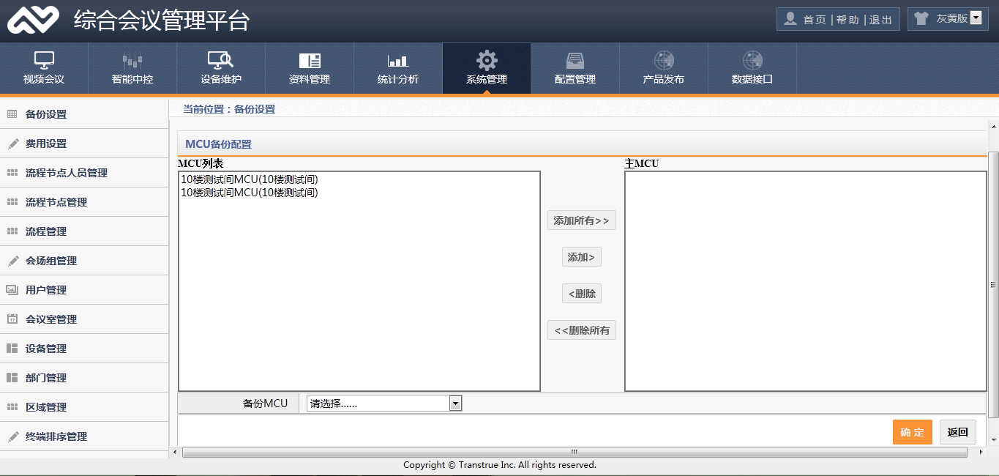 综合会议管理平台
首页 | 帮助 | 退出
灰黄版
视频会议 智能中控 设备维护 资料管理 统计分析 系统管理 配置管理 产品发布 数据接口
当前位置：备份设置
备份设置
费用设置
流程节点人员管理
流程节点管理
流程管理
会场组管理
用户管理
会议室管理
设备管理
部门管理
区域管理
终端排序管理
MCU备份配置
MCU列表
10楼测试间MCU(10楼测试间)
10楼测试间MCU(10楼测试间)
添加所有>>
添加>
<删除
<<删除所有
主MCU
备份MCU 请选择......
确 定 返回
Copyright © Transtrue Inc. All rights reserved.